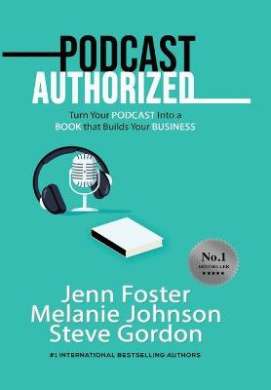 PODCAST
AUTHORIZED
Turn Your PODCAST Into a
BOOK that Builds Your BUSINESS
No.1
BESTSELLER
Jenn Foster
Melanie Johnson
Steve Gordon
#1 INTERNATIONAL BESTSELLING AUTHORS